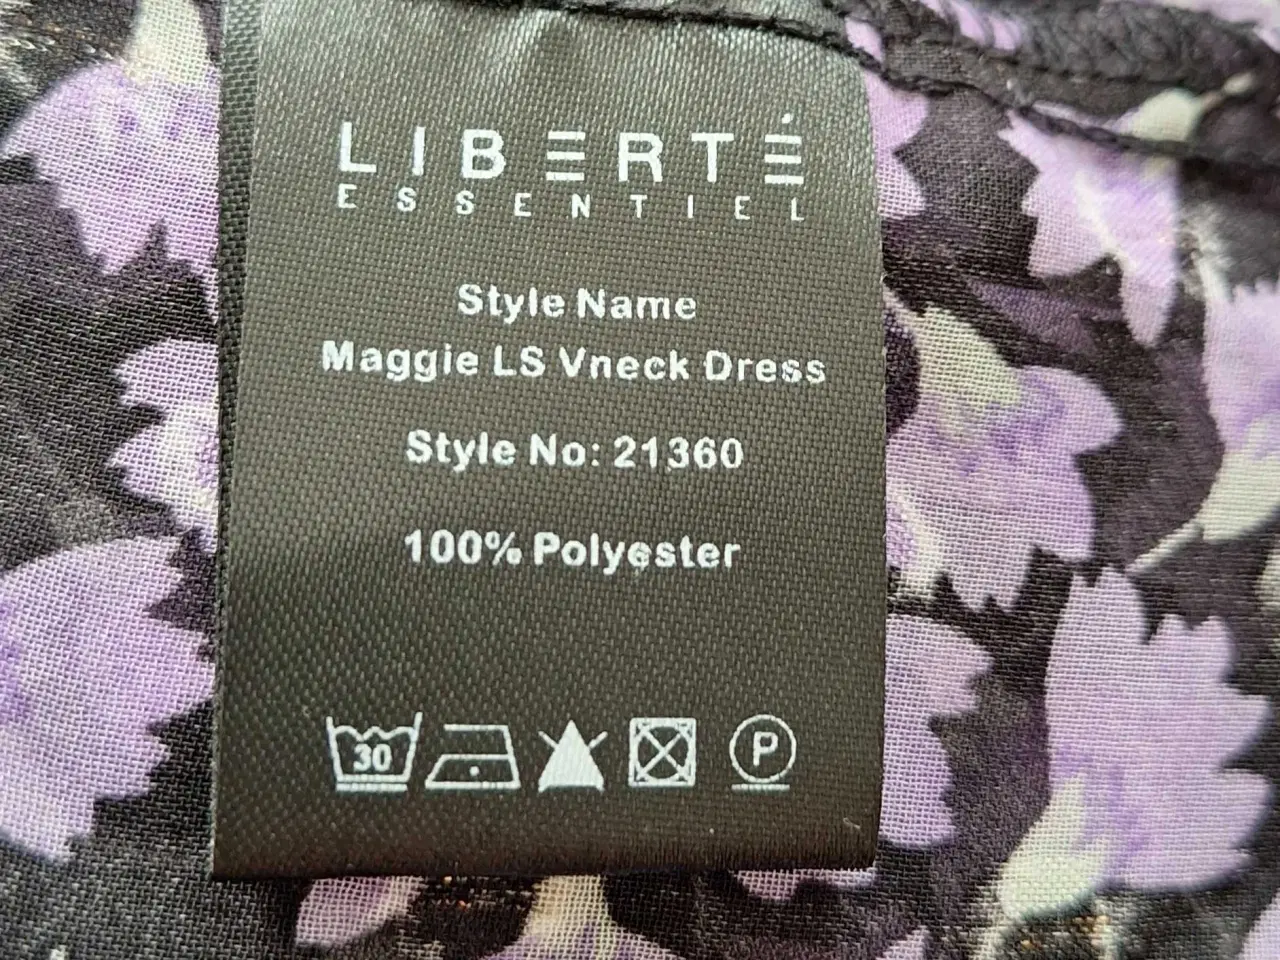 LIBERTÉ
ESSENTIEL
Style Name
Maggie LS Vneck Dress
Style No: 21360
100% Polyester
30 P